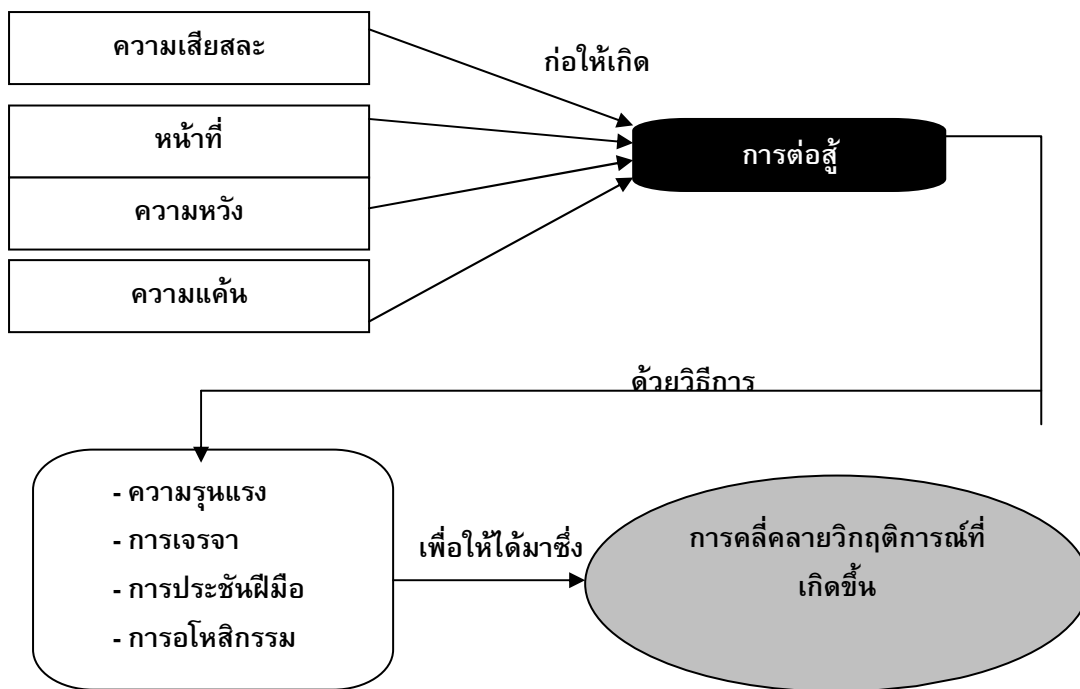 ความเสียสละ
ก่อให้เกิด
หน้าที่
การต่อสู้
ความหวัง
ความแค้น
ด้วยวิธีการ
- ความรุนแรง
- การเจรจา
- การประชันฝีมือ
- การอโหสิกรรม
เพื่อให้ได้มาซึ่ง
การคลี่คลายวิกฤติการณ์ที่
เกิดขึ้น